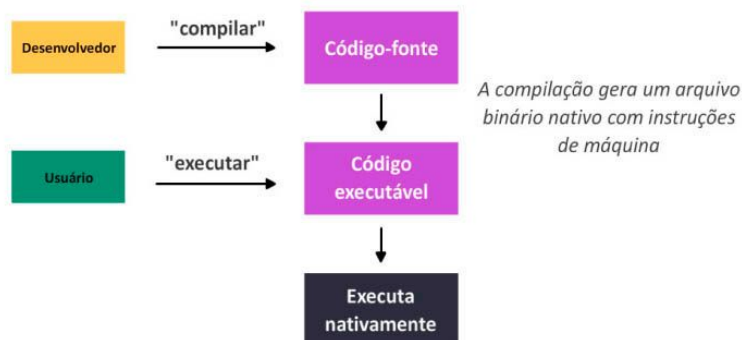 Desenvolvedor
"compilar"
Código-fonte
A compilação gera um arquivo
binário nativo com instruções
de máquina
Usuário
"executar"
Código
executável
Executa
nativamente